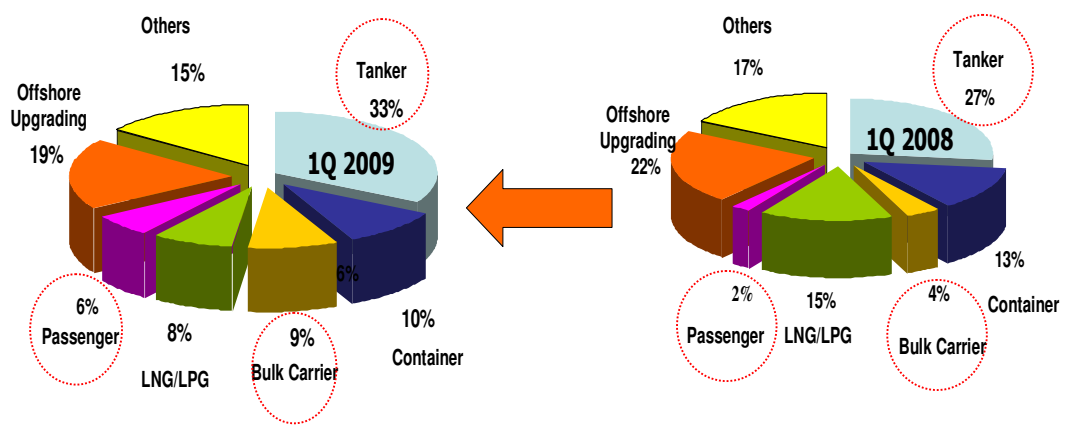 Others
15%
Tanker
33%
Offshore
Upgrading
19%
1Q 2009
6%
6%
Passenger
8%
LNG/LPG
9%
Bulk Carrier
10%
Container
Others
17%
Tanker
27%
Offshore
Upgrading
22%
1Q 2008
2%
Passenger
15%
LNG/LPG
4%
Bulk Carrier
13%
Container